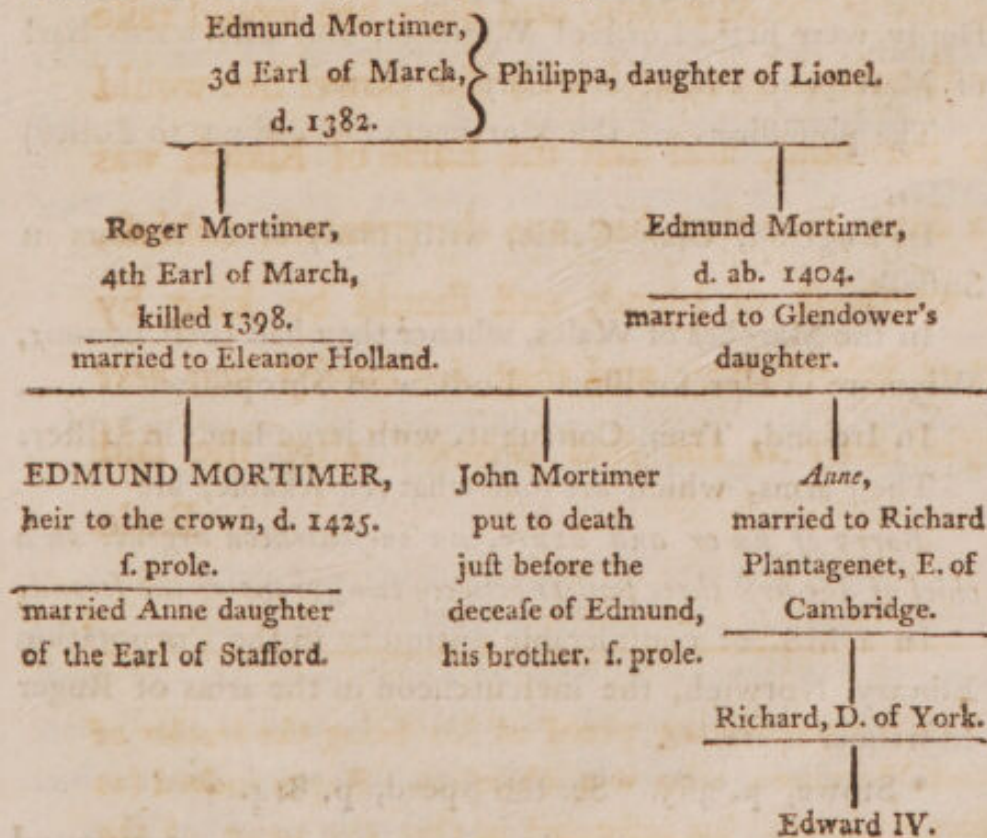 Edmund Mortimer,
3d Earl of March,
d. 1382.
Philippa, daughter of Lionel.
Roger Mortimer,
4th Earl of March,
killed 1398.
married to Eleanor Holland.
Edmund Mortimer,
d. ab. 1404.
married to Glendower's
daughter.
EDMUND MORTIMER,
heir to the crown, d. 1425.
ſ. prole.
married Anne daughter
of the Earl of Stafford.
John Mortimer
put to death
juſt before the
deceaſe of Edmund,
his brother. ſ. prole.
Anne,
married to Richard
Plantagenet, E. of
Cambridge.
Richard, D. of York.
Edward IV.